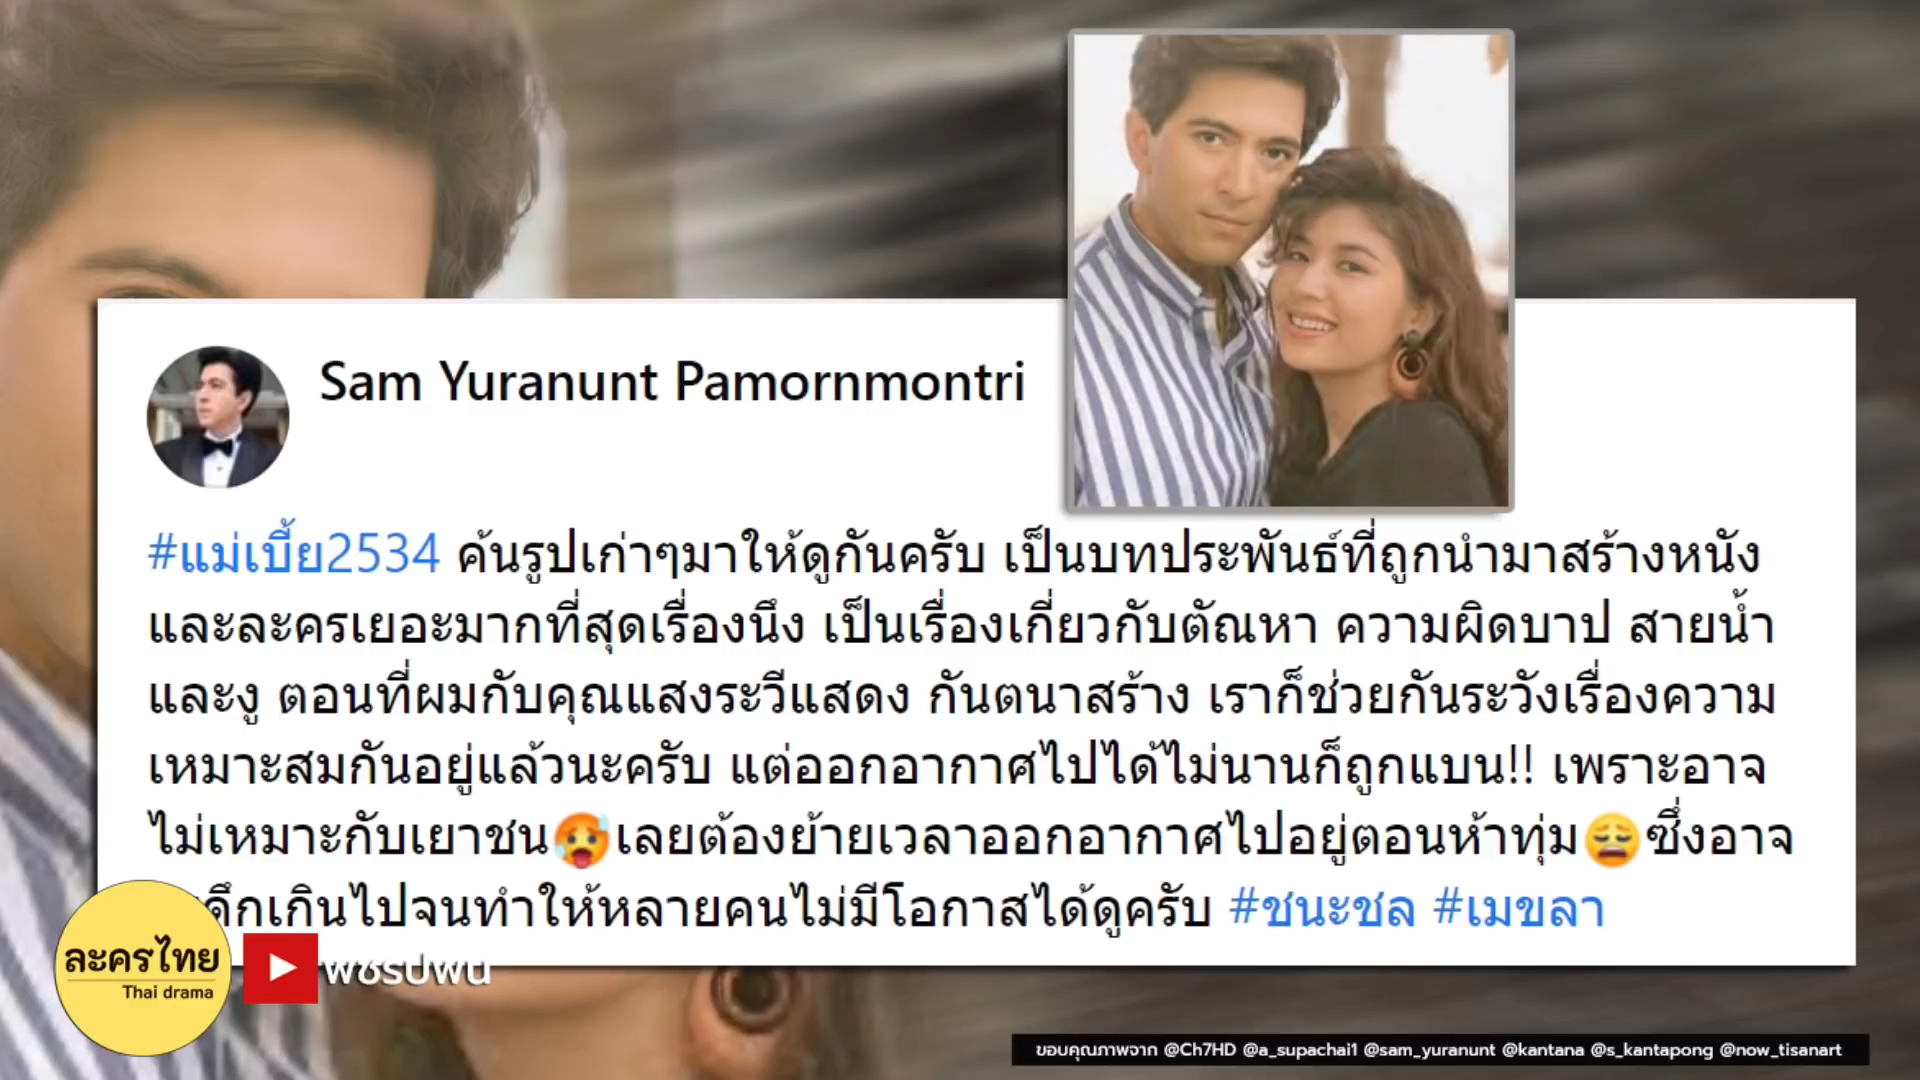 Sam Yuranunt Pamornmontri
#แม่เบี้ย2534 ค้นรูปเก่าๆมาให้ดูกันครับ เป็นบทประพันธ์ที่ถูกนำมาสร้างหนัง
และละครเยอะมากที่สุดเรื่องนึง เป็นเรื่องเกี่ยวกับตัณหา ความผิดบาป สายน้ำ
และงู ตอนที่ผมกับคุณแสงระวีแสดง กันตนาสร้าง เราก็ช่วยกันระวังเรื่องความ
เหมาะสมกันอยู่แล้วนะครับ แต่ออกอากาศไปได้ไม่นานก็ถูกแบน!! เพราะอาจ
ไม่เหมาะกับเยาชน🥵เลยต้องย้ายเวลาออกอากาศไปอยู่ตอนห้าทุ่ม😩ซึ่งอาจ
ดึกเกินไปจนทำให้หลายคนไม่มีโอกาสได้ดูครับ #ชนะชล #เมขลา
ละครไทย
Thai drama
พชรปพน
ขอบคุณภาพจาก @Ch7HD @a_supachai1 @sam_yuranunt @kantana @s_kantapong @now_tisanart